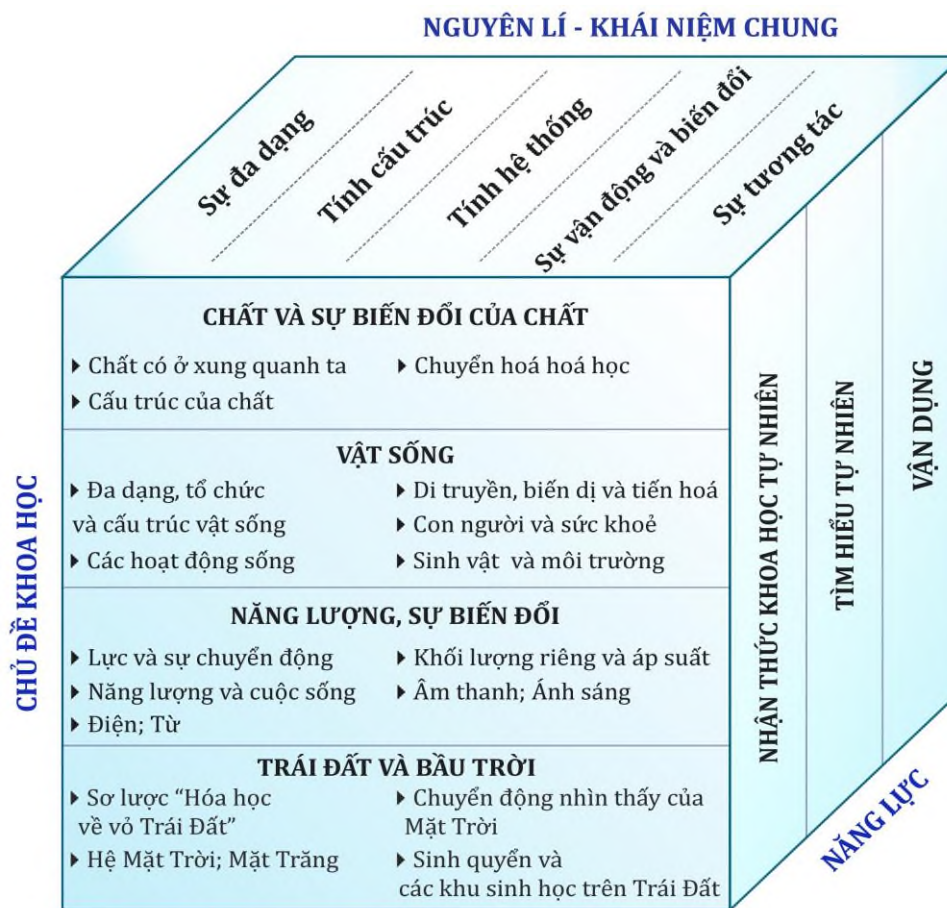 NGUYÊN LÍ - KHÁI NIỆM CHUNG
Sự đa dạng
Tính cấu trúc
Tính hệ thống
Sự vận động và biến đổi
Sự tương tác
CHỦ ĐỀ KHOA HỌC
CHẤT VÀ SỰ BIẾN ĐỔI CỦA CHẤT
Chất có ở xung quanh ta
Cấu trúc của chất
Chuyển hoá hoá học
VẬT SỐNG
Đa dạng, tổ chức
và cấu trúc vật sống
Các hoạt động sống
Di truyền, biến dị và tiến hoá
Con người và sức khoẻ
Sinh vật và môi trường
NĂNG LƯỢNG, SỰ BIẾN ĐỔI
Lực và sự chuyển động
Năng lượng và cuộc sống
Điện; Từ
Khối lượng riêng và áp suất
Âm thanh; Ánh sáng
TRÁI ĐẤT VÀ BẦU TRỜI
Sơ lược “Hóa học
về vỏ Trái Đất”
Hệ Mặt Trời; Mặt Trăng
Chuyển động nhìn thấy của
Mặt Trời
Sinh quyển và
các khu sinh học trên Trái Đất
NHẬN THỨC KHOA HỌC TỰ NHIÊN
TÌM HIỂU TỰ NHIÊN
VẬN DỤNG
NĂNG LỰC